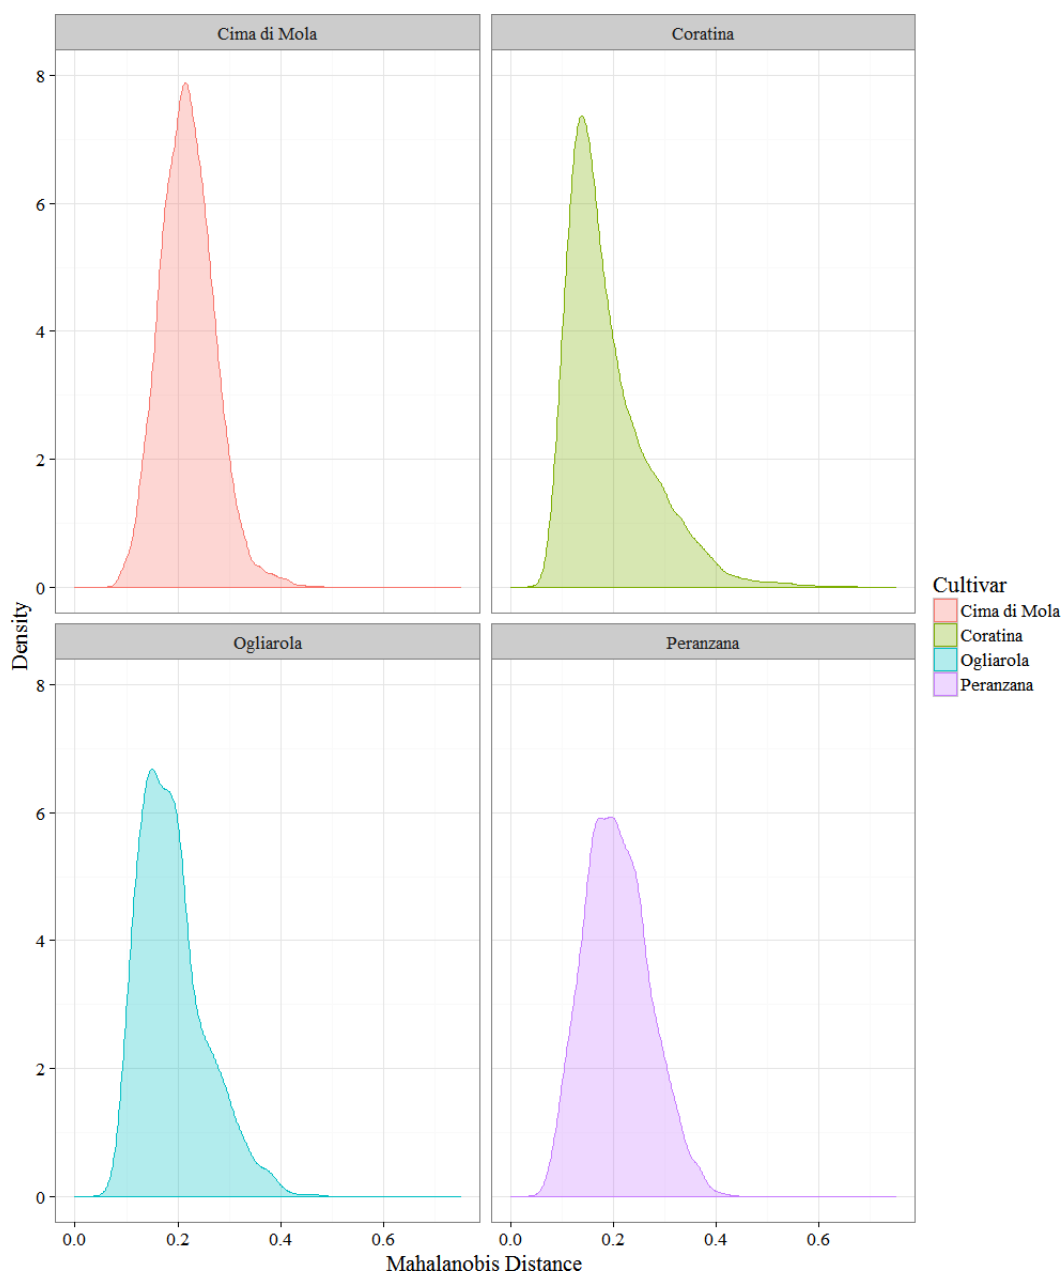 Cima di Mola
Coratina
8
6
4
2
0
Density
Ogliarola
Peranzana
8
6
4
2
0
0.0 0.2 0.4 0.6 0.0 0.2 0.4 0.6
Mahalanobis Distance
Cultivar
Cima di Mola
Coratina
Ogliarola
Peranzana